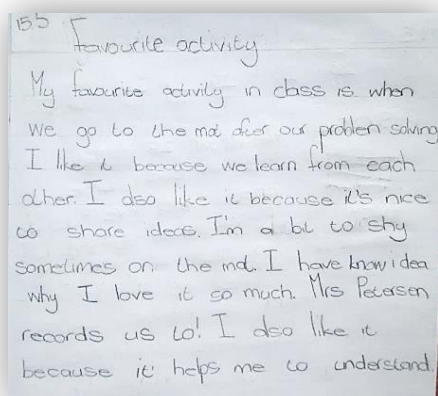 15.5
Favourite activity
My favourite activity in class is when
we go to the mat after our problem solving
I like it because we learn from each
other. I also like it because it's nice
to share ideas. I'm a bit to shy
sometimes on the mat. I have know idea
why I love it so much. Mrs Petersen
records us to! I also like it
because it helps me to understand.